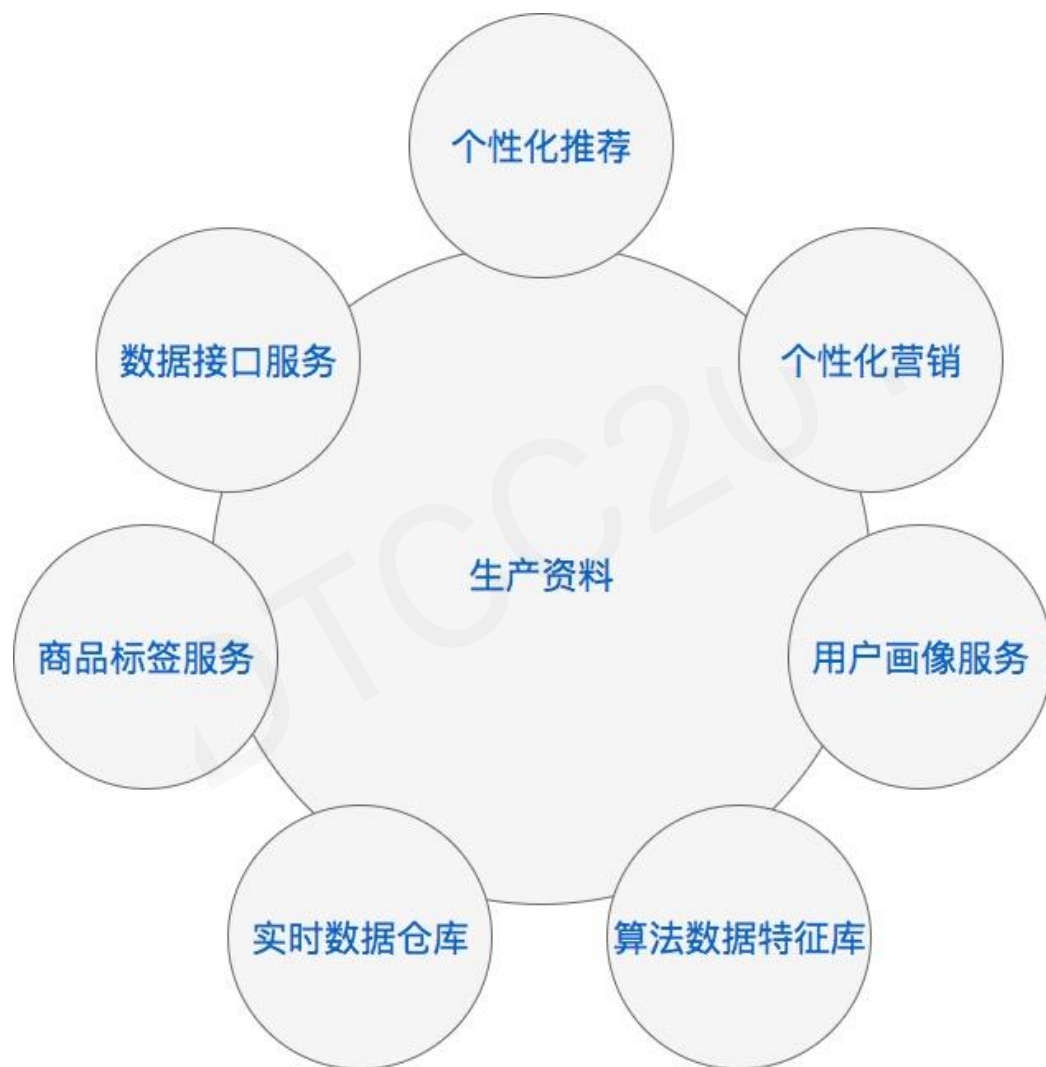 个性化推荐
数据接口服务
个性化营销
生产资料
商品标签服务
用户画像服务
实时数据仓库
算法数据特征库